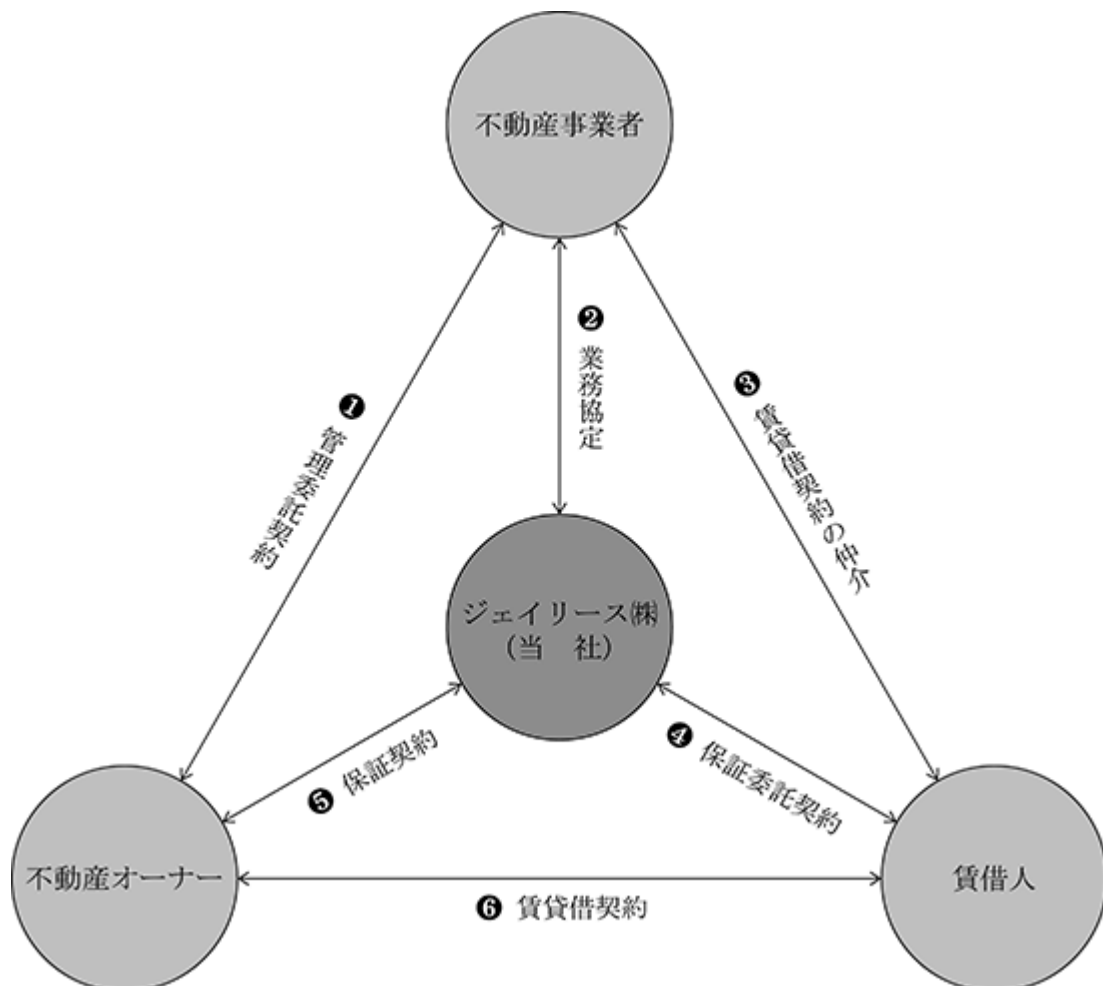 不動産事業者
❷ 業務協定
❶ 管理委託契約
❸ 賃貸借契約の仲介
ジェイリース㈱
（当　社）
❺ 保証契約
❹ 保証委託契約
不動産オーナー
賃借人
❻ 賃貸借契約